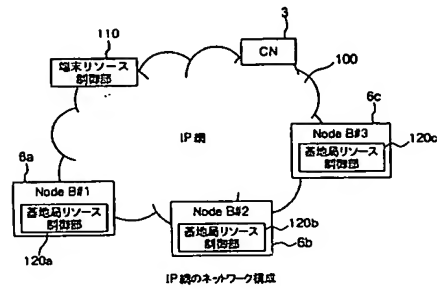 110
端末リソース
制御部
3
CN
100
IP網
6a
Node B#1
基地局リソース
制御部
120a
Node B#2
基地局リソース
制御部
120b
6b
6c
Node B#3
基地局リソース
制御部
120c
IP網のネットワーク構成